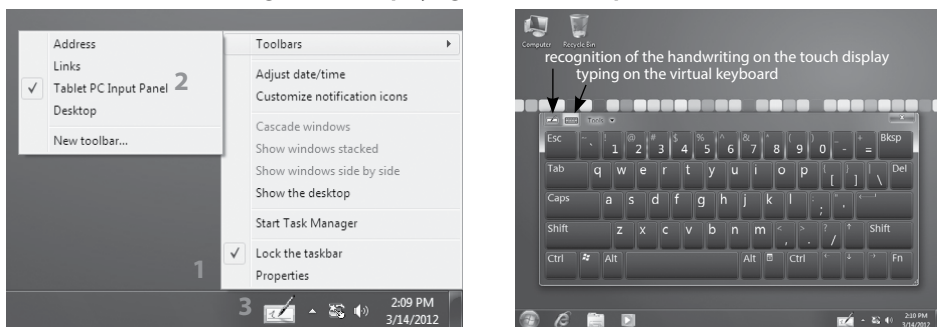 Address
Links
Tablet PC Input Panel 2
Desktop
New toolbar...
Toolbars
Adjust date/time
Customize notification icons
Cascade windows
Show windows stacked
Show windows side by side
Show the desktop
Start Task Manager
Lock the taskbar
Properties
1
3
2:09 PM
3/14/2012
Computer Recycle Bin
recognition of the handwriting on the touch display
typing on the virtual keyboard
Tools
Esc ~ ` ! 1 @ 2 # 3 $ 4 % 5 ^ 6 & 7 * 8 ( 9 ) 0 _ - + = Bksp
Tab q w e r t y u i o p { [ } ] | \ Del
Caps a s d f g h j k l : ; " '
Shift z x c v b n m < , > . ? / Shift
Ctrl Alt Alt Ctrl Fn
2:10 PM
3/14/2012